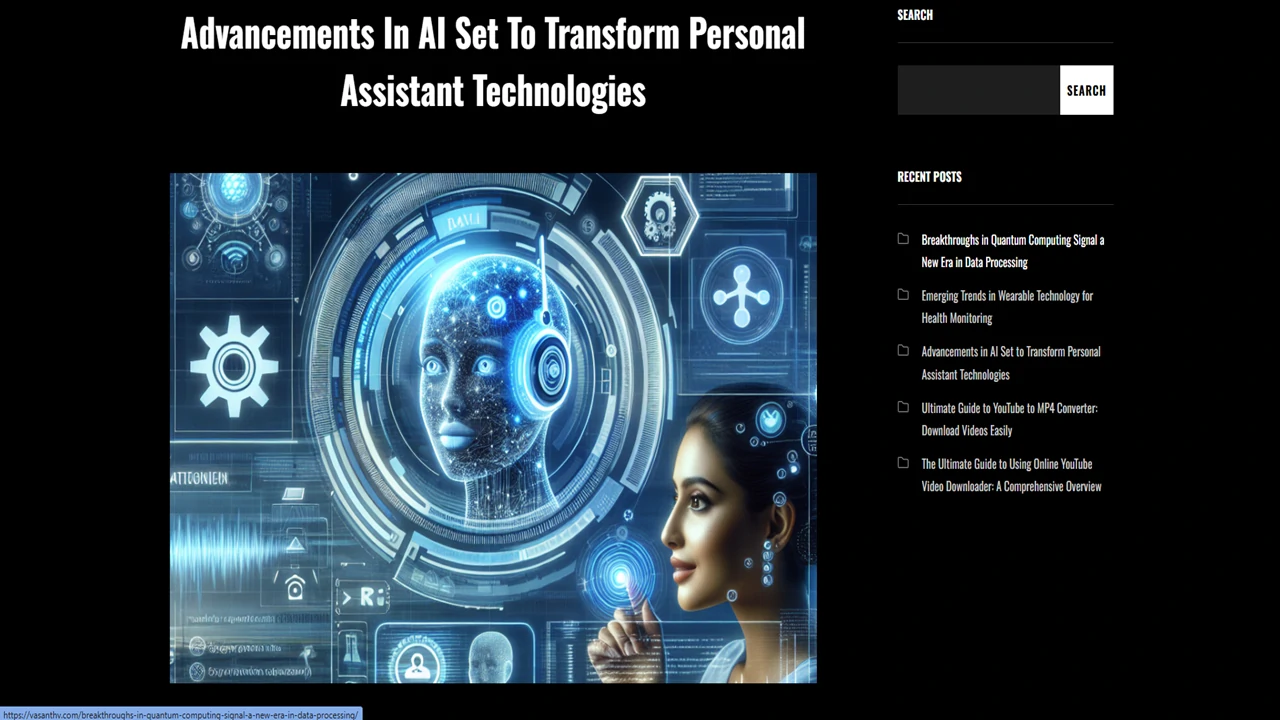 Advancements In AI Set To Transform Personal
Assistant Technologies
SEARCH
SEARCH
RECENT POSTS
Breakthroughs in Quantum Computing Signal a
New Era in Data Processing
Emerging Trends in Wearable Technology for
Health Monitoring
Advancements in AI Set to Transform Personal
Assistant Technologies
Ultimate Guide to YouTube to MP4 Converter:
Download Videos Easily
The Ultimate Guide to Using Online YouTube
Video Downloader: A Comprehensive Overview
https://vasanthv.com/breakthroughs-in-quantum-computing-signal-a-new-era-in-data-processing/